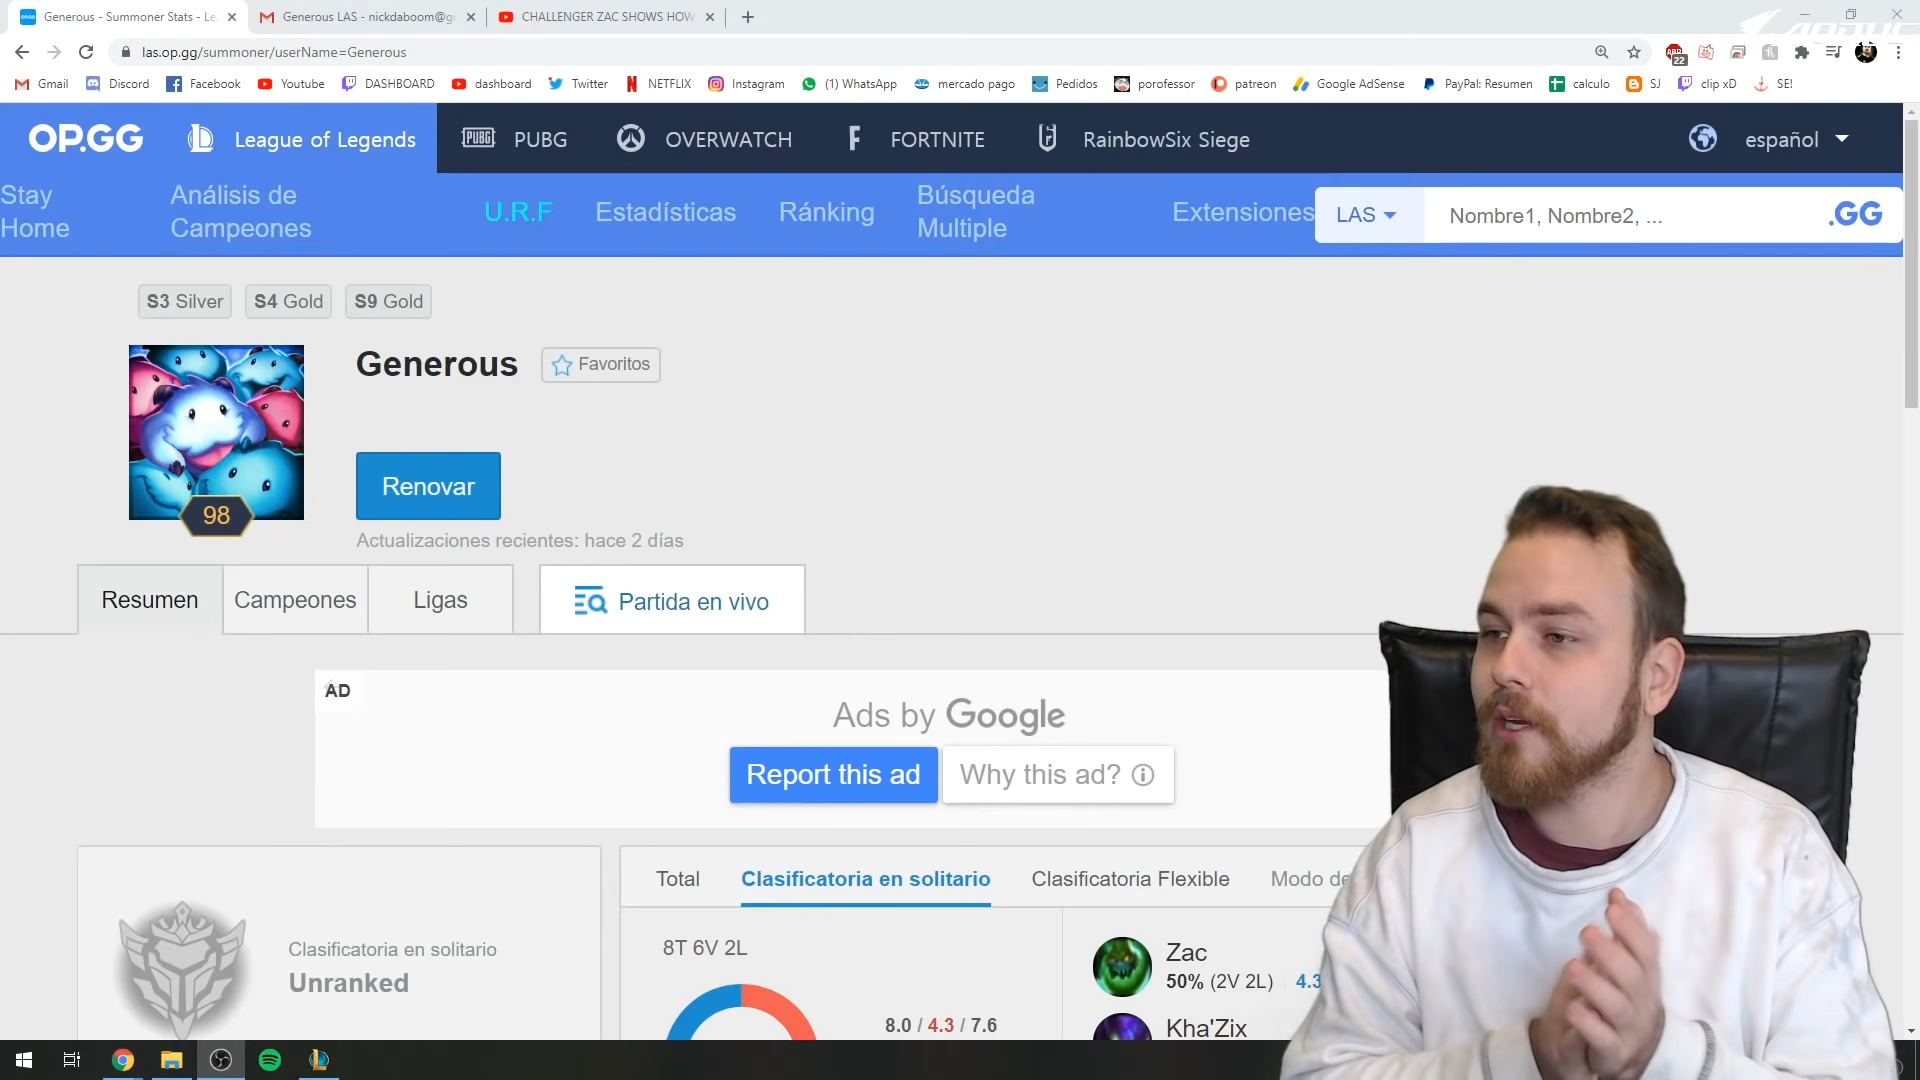 Generous - Summoner Stats - Le
Generous LAS - nickdaboom@g
CHALLENGER ZAC SHOWS HOW
las.op.gg/summoner/userName=Generous
22
Gmail
Discord
Facebook
Youtube
DASHBOARD
dashboard
Twitter
NETFLIX
Instagram
(1) WhatsApp
mercado pago
Pedidos
porofessor
patreon
Google AdSense
PayPal: Resumen
calculo
SJ
clip xD
SE!
OP.GG
League of Legends
PUBG
PUBG
OVERWATCH
FORTNITE
RainbowSix Siege
español
Stay
Home
Análisis de
Campeones
U.R.F
Estadísticas
Ránking
Búsqueda
Multiple
Extensiones
LAS
Nombre1, Nombre2, ...
.GG
S3 Silver
S4 Gold
S9 Gold
Generous
Favoritos
98
Renovar
Actualizaciones recientes: hace 2 días
Resumen
Campeones
Ligas
Partida en vivo
AD
Ads by Google
Report this ad
Why this ad?
Clasificatoria en solitario
Unranked
Total
Clasificatoria en solitario
Clasificatoria Flexible
Modo de
8T 6V 2L
8.0 / 4.3 / 7.6
Zac
50% (2V 2L)
4.3
Kha'Zix